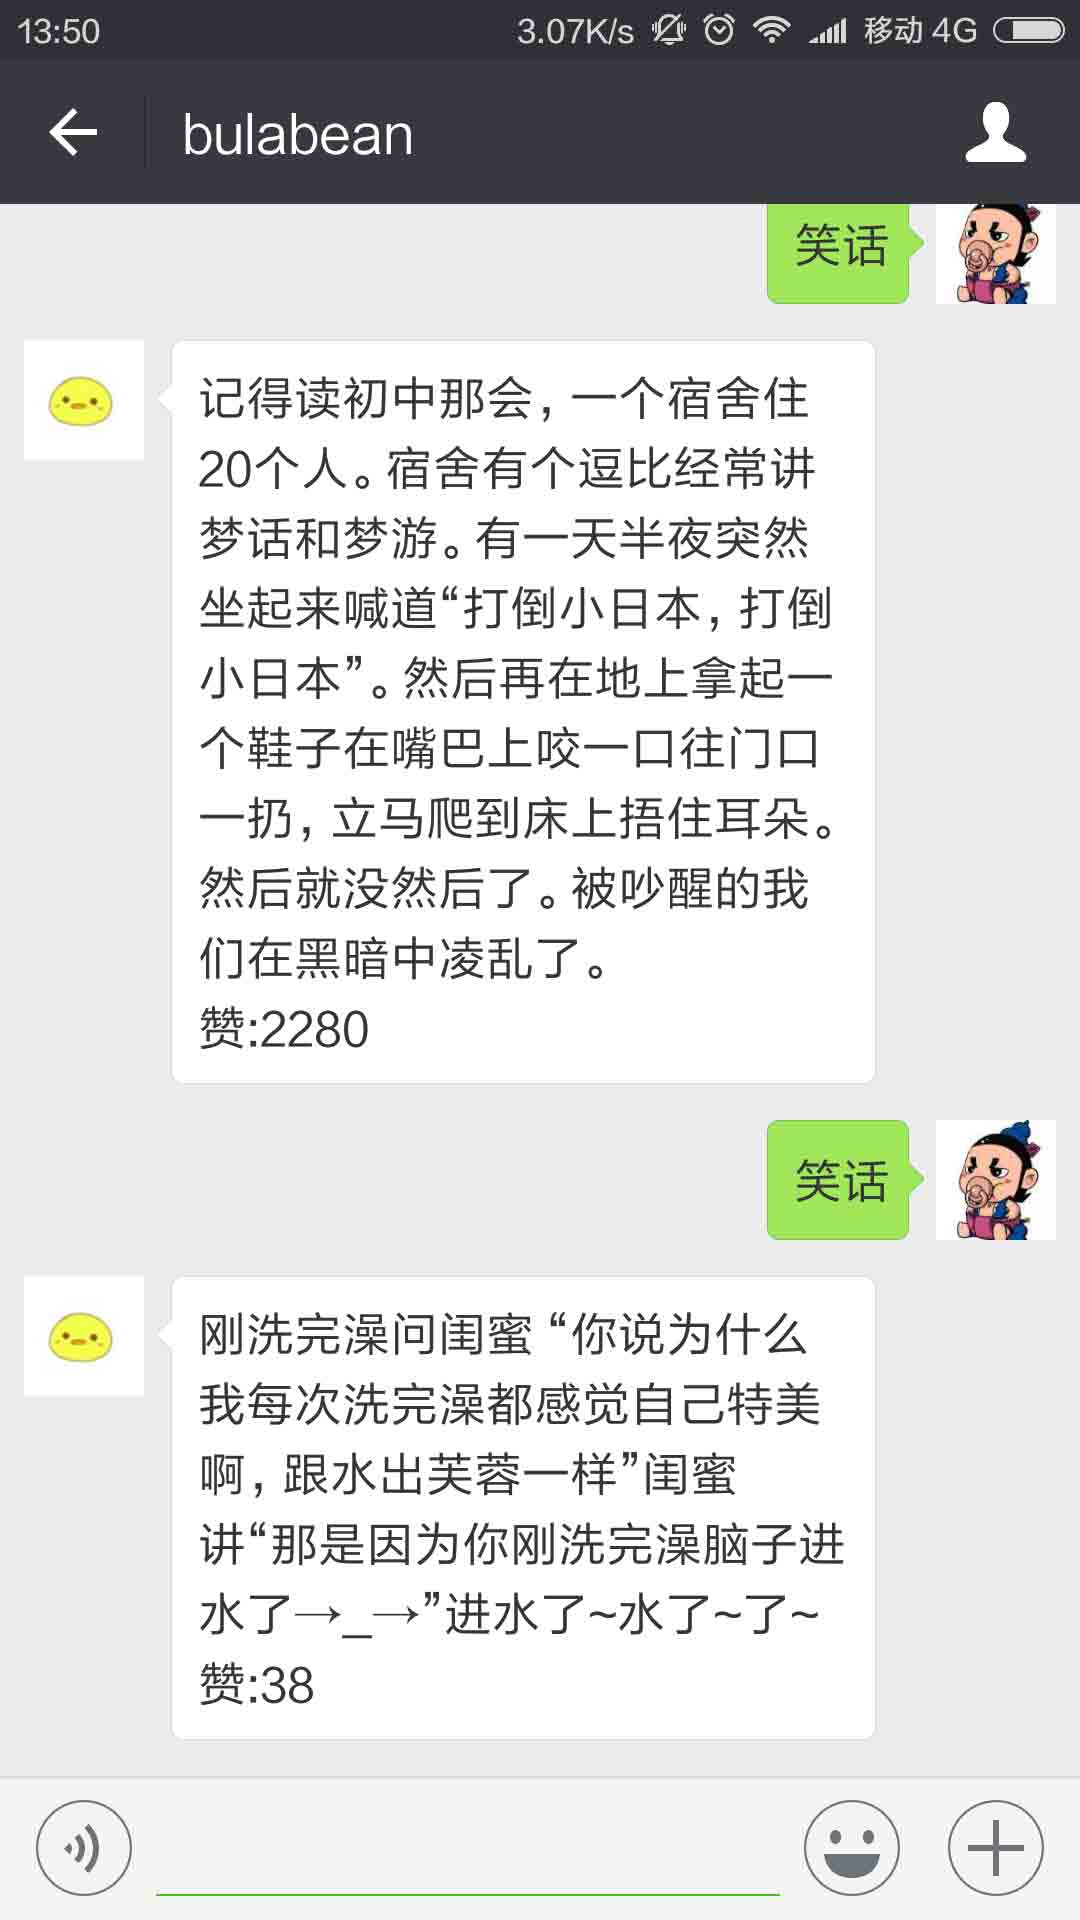 13:50 3.07K/s 移动 4G
bulabean
笑话
记得读初中那会，一个宿舍住
20个人。宿舍有个逗比经常讲
梦话和梦游。有一天半夜突然
坐起来喊道“打倒小日本，打倒
小日本”。然后再在地上拿起一
个鞋子在嘴巴上咬一口往门口
一扔，立马爬到床上捂住耳朵。
然后就没然后了。被吵醒的我
们在黑暗中凌乱了。
赞:2280
笑话
刚洗完澡问闺蜜 “你说为什么
我每次洗完澡都感觉自己特美
啊，跟水出芙蓉一样”闺蜜
讲“那是因为你刚洗完澡脑子进
水了→_→”进水了~水了~了~
赞:38